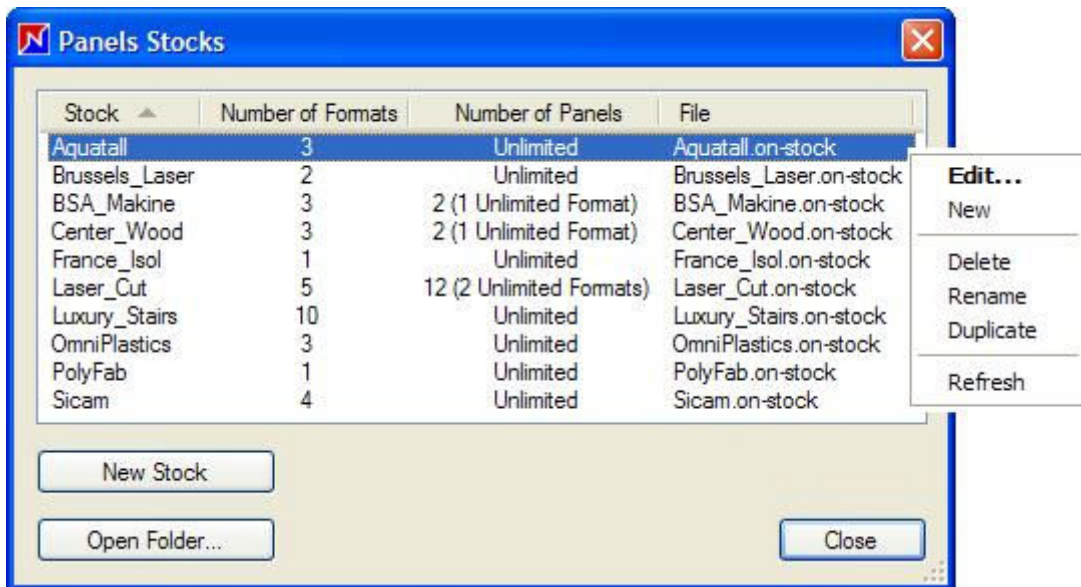 Panels Stocks
Stock Number of Formats Number of Panels File
Aquatall 3 Unlimited Aquatall.on-stock
Brussels_Laser 2 Unlimited Brussels_Laser.on-stock
BSA_Makine 3 2 (1 Unlimited Format) BSA_Makine.on-stock
Center_Wood 3 2 (1 Unlimited Format) Center_Wood.on-stock
France_Isol 1 Unlimited France_Isol.on-stock
Laser_Cut 5 12 (2 Unlimited Formats) Laser_Cut.on-stock
Luxury_Stairs 10 Unlimited Luxury_Stairs.on-stock
OmniPlastics 3 Unlimited OmniPlastics.on-stock
PolyFab 1 Unlimited PolyFab.on-stock
Sicam 4 Unlimited Sicam.on-stock
Edit...
New
Delete
Rename
Duplicate
Refresh
New Stock
Open Folder... Close